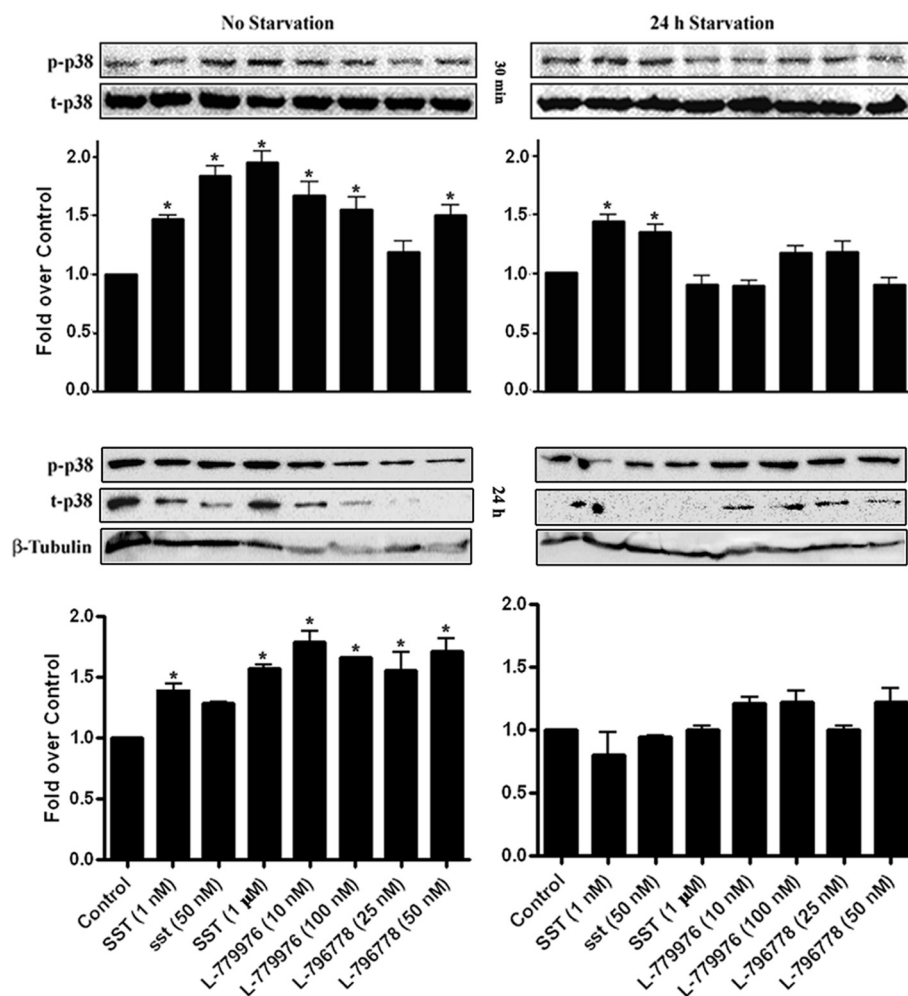 No Starvation
24 h Starvation
p-p38
t-p38
30 min
Fold over Control
2.0
1.5
1.0
0.5
0.0
* * * * * *
2.0
1.5
1.0
0.5
0.0
* *
p-p38
t-p38
β-Tubulin
24 h
Fold over Control
2.0
1.5
1.0
0.5
0.0
* * * * * *
Control
SST (1 nM)
sst (50 nM)
SST (1 µM)
L-779976 (10 nM)
L-779976 (100 nM)
L-796778 (25 nM)
L-796778 (50 nM)
2.0
1.5
1.0
0.5
0.0
Control
SST (1 nM)
sst (50 nM)
SST (1 µM)
L-779976 (10 nM)
L-779976 (100 nM)
L-796778 (25 nM)
L-796778 (50 nM)